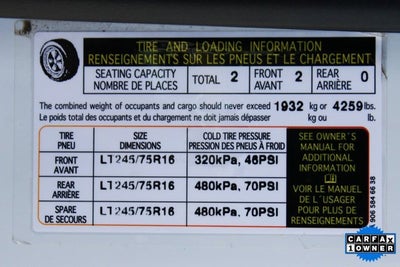 TIRE AND LOADING INFORMATION
RENSEIGNEMENTS SUR LES PNEUS ET LE CHARGEMENT
SEATING CAPACITY
NOMBRE DE PLACES
TOTAL 2
FRONT
AVANT 2
REAR
ARRIÈRE 0
The combined weight of occupants and cargo should never exceed 1932 kg or 4259 lbs.
Le poids total des occupants et du chargement ne doit jamais dépasser kg ou lb.
TIRE
PNEU
SIZE
DIMENSIONS
COLD TIRE PRESSURE
PRESSION DES PNEUS À FROID
FRONT
AVANT
LT245/75R16
320kPa, 46PSI
REAR
ARRIÈRE
LT245/75R16
480kPa, 70PSI
SPARE
DE SECOURS
LT245/75R16
480kPa, 70PSI
SEE OWNER'S
MANUAL FOR
ADDITIONAL
INFORMATION
VOIR LE MANUEL
DE L'USAGER
POUR PLUS DE
RENSEIGNEMENTS
906 584 66 38
CARFAX
1 OWNER